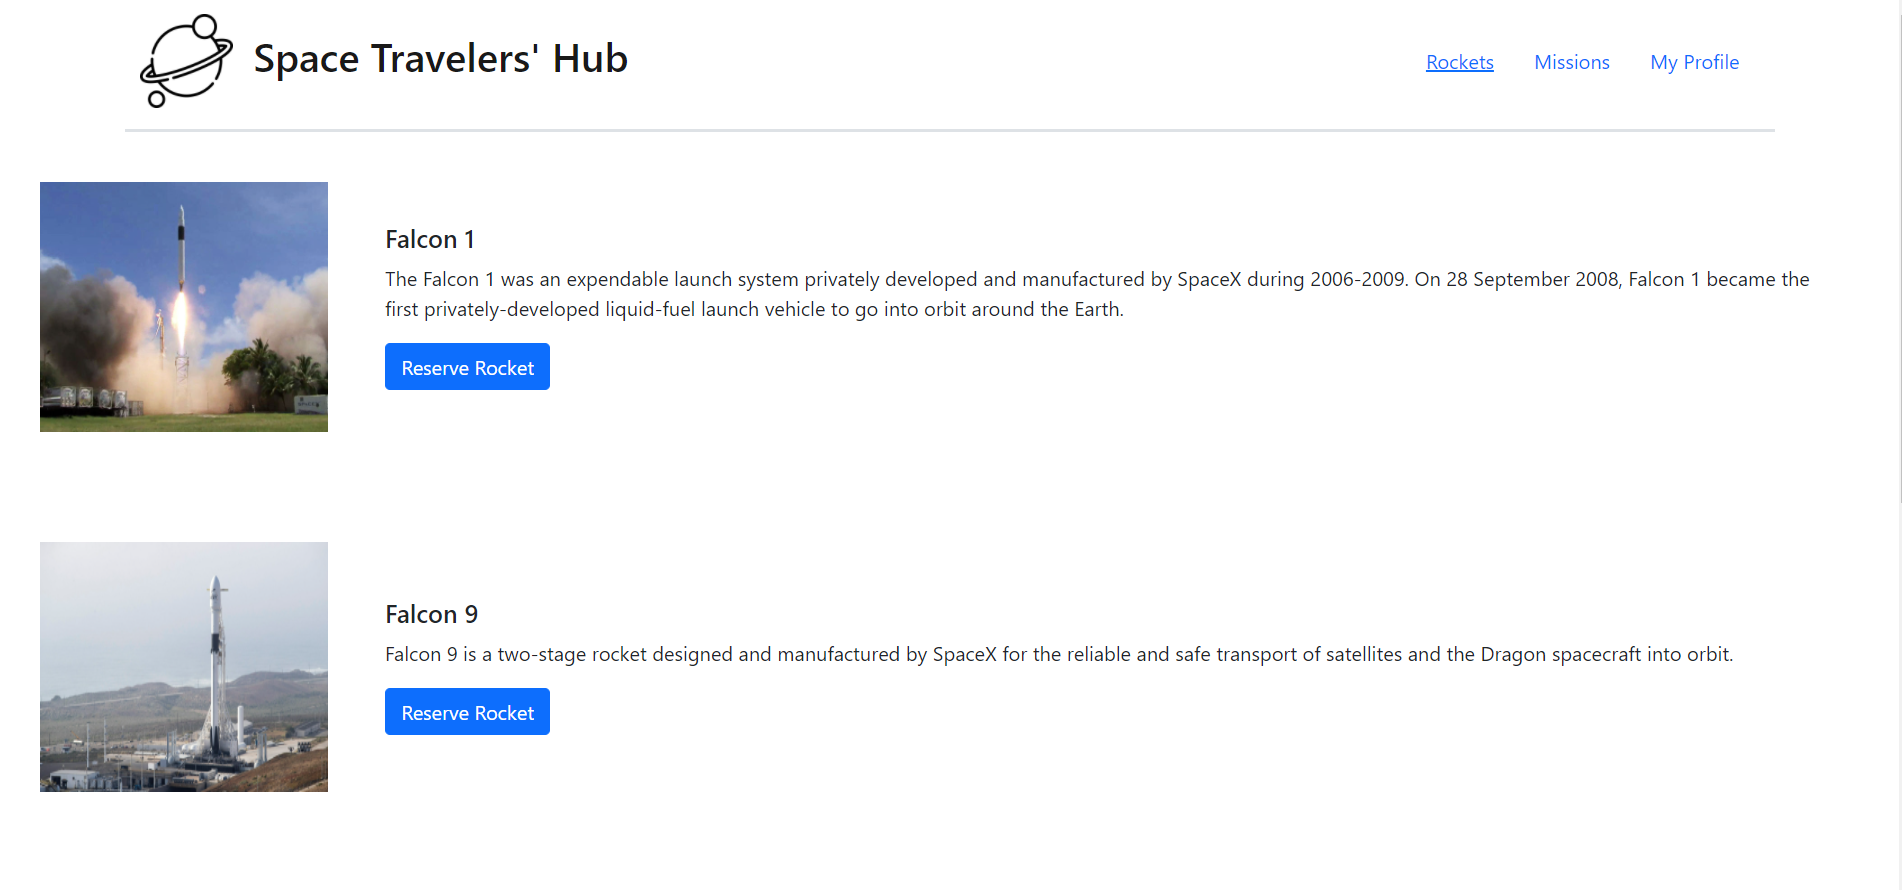 Space Travelers' Hub
Rockets
Missions
My Profile
Falcon 1
The Falcon 1 was an expendable launch system privately developed and manufactured by SpaceX during 2006-2009. On 28 September 2008, Falcon 1 became the
first privately-developed liquid-fuel launch vehicle to go into orbit around the Earth.
Reserve Rocket
Falcon 9
Falcon 9 is a two-stage rocket designed and manufactured by SpaceX for the reliable and safe transport of satellites and the Dragon spacecraft into orbit.
Reserve Rocket